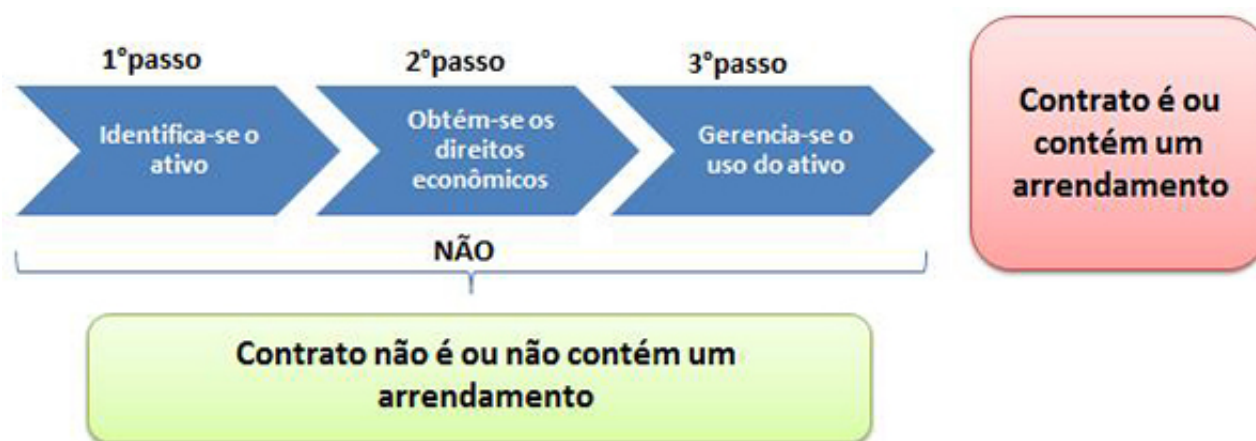 1°passo
2°passo
3°passo
Identifica-se o
ativo
Obtém-se os
direitos
econômicos
Gerencia-se o
uso do ativo
Contrato é ou
contém um
arrendamento
NÃO
Contrato não é ou não contém um
arrendamento